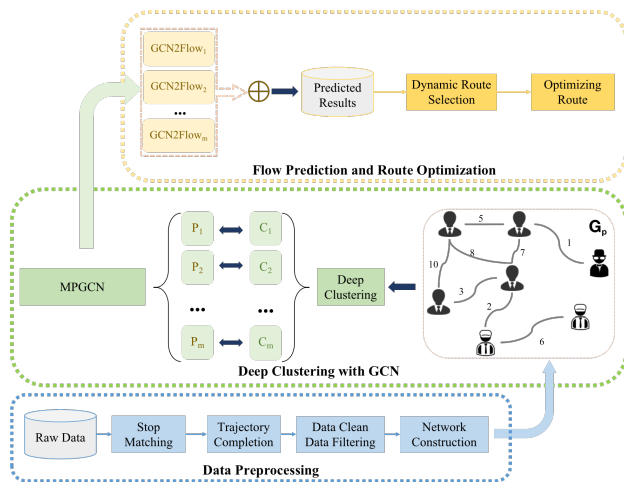 GCN2Flow1
GCN2Flow2
...
GCN2Flowm
Predicted
Results
Dynamic Route
Selection
Optimizing
Route
Flow Prediction and Route Optimization
MPGCN
P1
C1
P2
C2
...
...
Pm
Cm
Deep
Clustering
Gp
5
1
8
7
10
3
2
6
Deep Clustering with GCN
Raw Data
Stop
Matching
Trajectory
Completion
Data Clean
Data Filtering
Network
Construction
Data Preprocessing